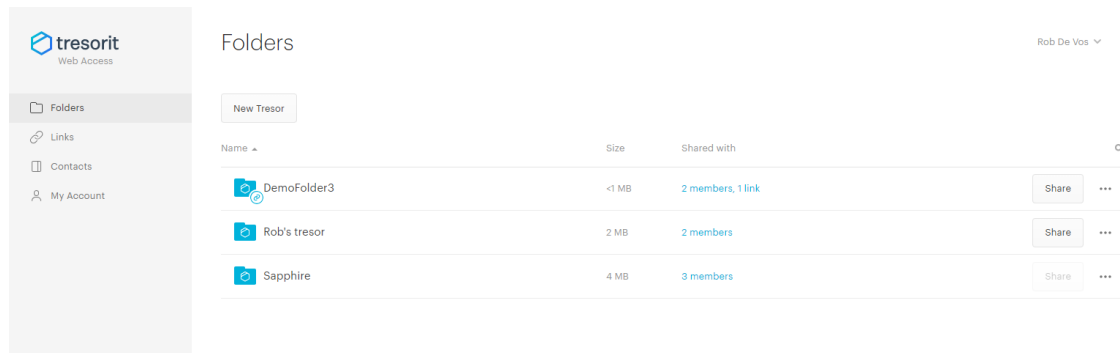 tresorit
Web Access
Folders
Links
Contacts
My Account
Folders
Rob De Vos
New Tresor
Name Size Shared with
DemoFolder3 <1 MB 2 members, 1 link Share ...
Rob's tresor 2 MB 2 members Share ...
Sapphire 4 MB 3 members Share ...